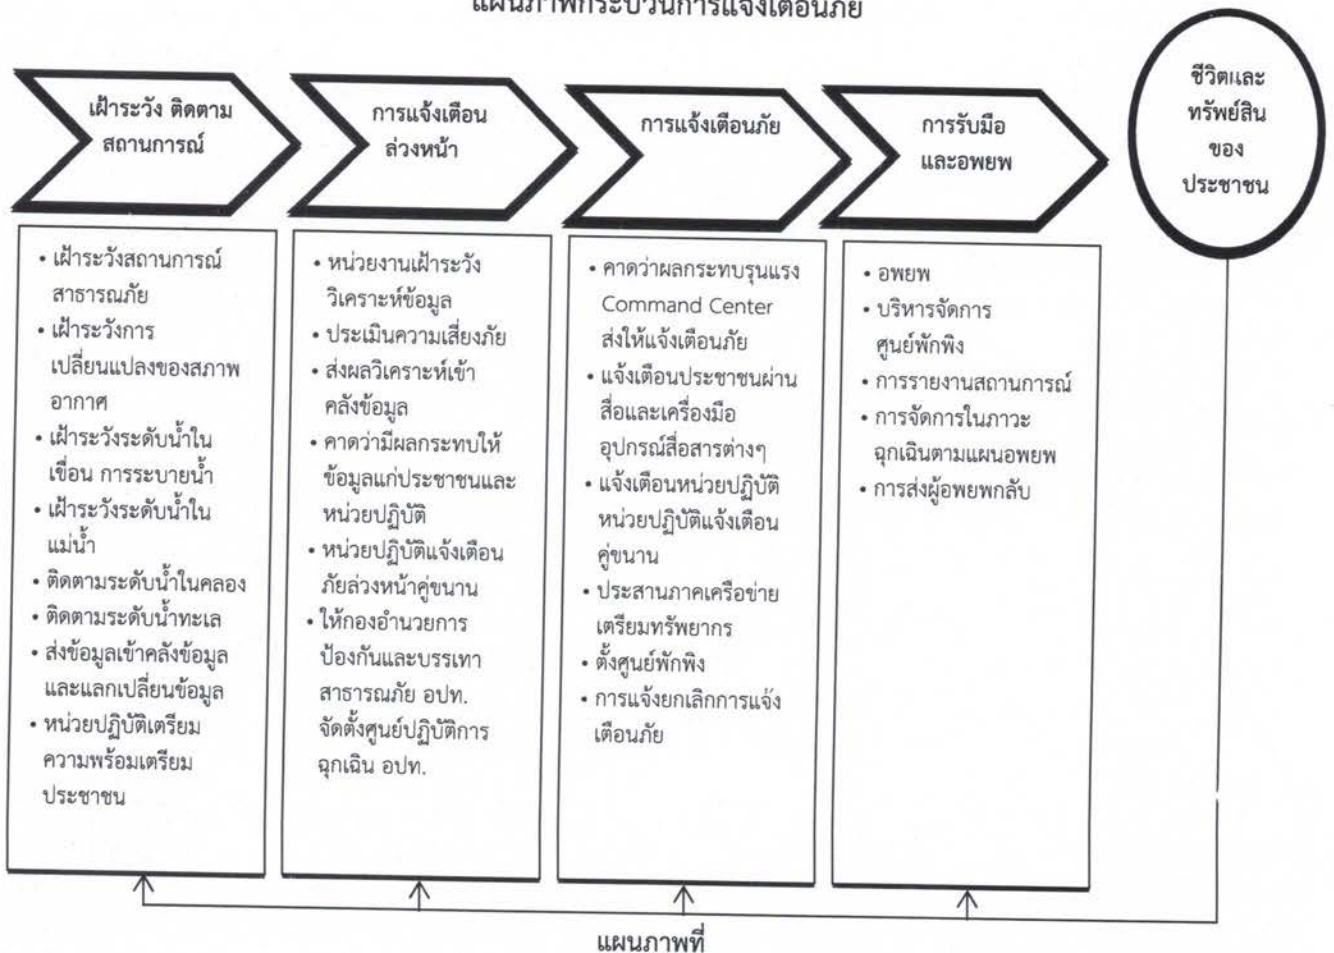 แผนภาพกระบวนการแจ้งเตือนภัย
เฝ้าระวัง ติดตาม
สถานการณ์
การแจ้งเตือน
ล่วงหน้า
การแจ้งเตือนภัย
การรับมือ
และอพยพ
ชีวิตและ
ทรัพย์สิน
ของ
ประชาชน
• เฝ้าระวังสถานการณ์
สาธารณภัย
• เฝ้าระวังการ
เปลี่ยนแปลงของสภาพ
อากาศ
• เฝ้าระวังระดับน้ำใน
เขื่อน การระบายน้ำ
• เฝ้าระวังระดับน้ำใน
แม่น้ำ
• ติดตามระดับน้ำในคลอง
• ติดตามระดับน้ำทะเล
• ส่งข้อมูลเข้าคลังข้อมูล
และแลกเปลี่ยนข้อมูล
• หน่วยปฏิบัติเตรียม
ความพร้อมเตรียม
ประชาชน
• หน่วยงานเฝ้าระวัง
วิเคราะห์ข้อมูล
• ประเมินความเสี่ยงภัย
• ส่งผลวิเคราะห์เข้า
คลังข้อมูล
• คาดว่ามีผลกระทบให้
ข้อมูลแก่ประชาชนและ
หน่วยปฏิบัติ
• หน่วยปฏิบัติแจ้งเตือน
ภัยล่วงหน้าคู่ขนาน
• ให้กองอำนวยการ
ป้องกันและบรรเทา
สาธารณภัย อปท.
จัดตั้งศูนย์ปฏิบัติการ
ฉุกเฉิน อปท.
• คาดว่าผลกระทบรุนแรง
Command Center
ส่งให้แจ้งเตือนภัย
• แจ้งเตือนประชาชนผ่าน
สื่อและเครื่องมือ
อุปกรณ์สื่อสารต่างๆ
• แจ้งเตือนหน่วยปฏิบัติ
หน่วยปฏิบัติแจ้งเตือน
คู่ขนาน
• ประสานภาคเครือข่าย
เตรียมทรัพยากร
• ตั้งศูนย์พักพิง
• การแจ้งยกเลิกการแจ้ง
เตือนภัย
• อพยพ
• บริหารจัดการ
ศูนย์พักพิง
• การรายงานสถานการณ์
• การจัดการในภาวะ
ฉุกเฉินตามแผนอพยพ
• การส่งผู้อพยพกลับ
แผนภาพที่